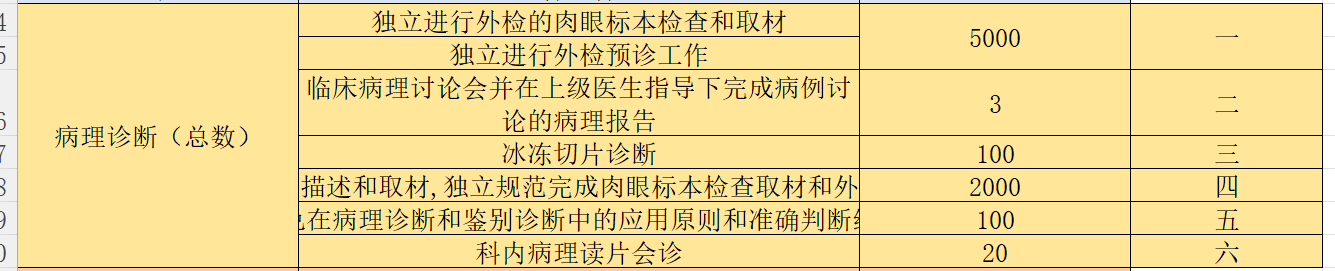 4
独立进行外检的肉眼标本检查和取材
5000
一
5
独立进行外检预诊工作
病理诊断（总数）
6
临床病理讨论会并在上级医生指导下完成病例讨
论的病理报告
3
二
7
冰冻切片诊断
100
三
8
描述和取材,独立规范完成肉眼标本检查取材和外
2000
四
9
在病理诊断和鉴别诊断中的应用原则和准确判断
100
五
0
科内病理读片会诊
20
六